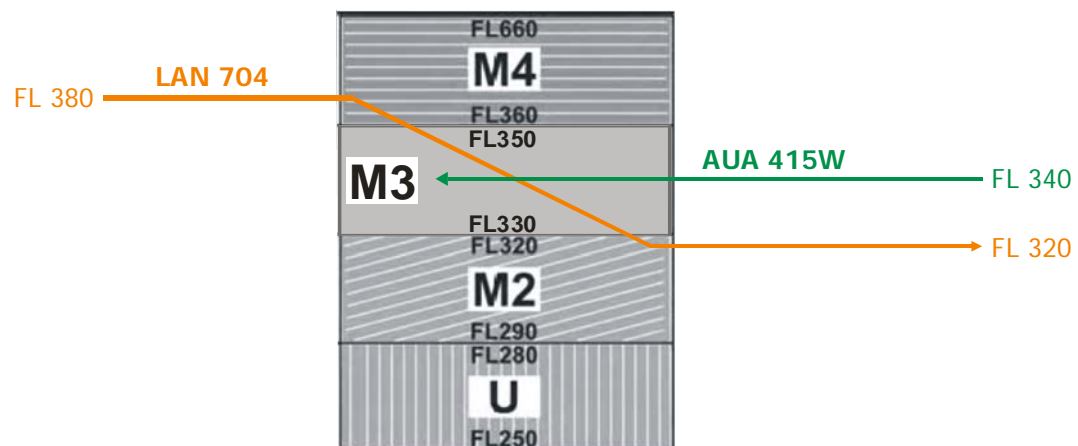 FL660
M4
LAN 704
FL 380
FL360
FL350
AUA 415W
M3
FL 340
FL330
FL320
FL 320
M2
FL290
FL280
U
FL250